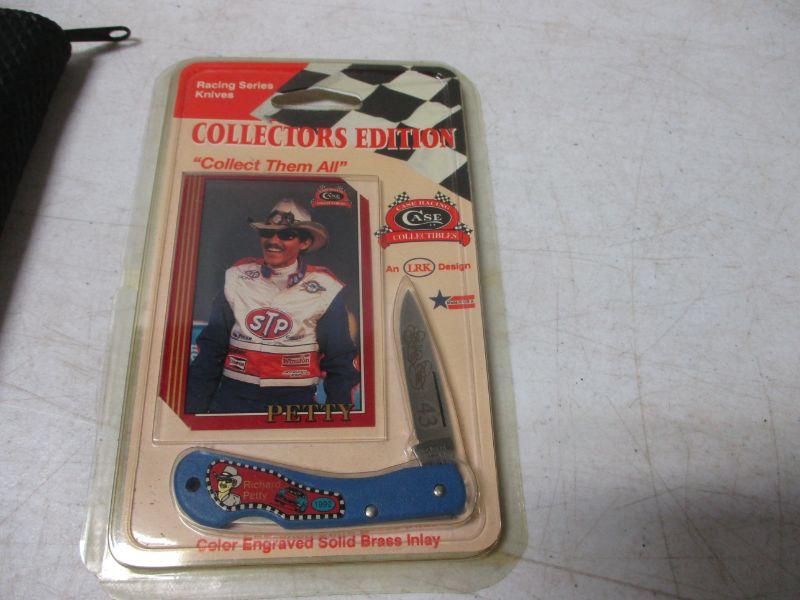 Racing Series
Knives
COLLECTORS EDITION
"Collect Them All"
CASE
CASE RACING
CASE
COLLECTIBLES
An LRK Design
STP
PETTY
43
Richard
Petty
1992
Color Engraved Solid Brass Inlay